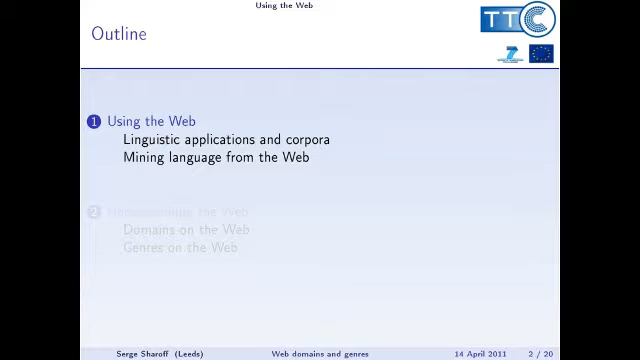 Using the Web
Outline
TTC
7
1 Using the Web
Linguistic applications and corpora
Mining language from the Web
2 the Web
Domains on the Web
Genres on the Web
Serge Sharoff (Leeds) Web domains and genres 14 April 2011 2 / 20